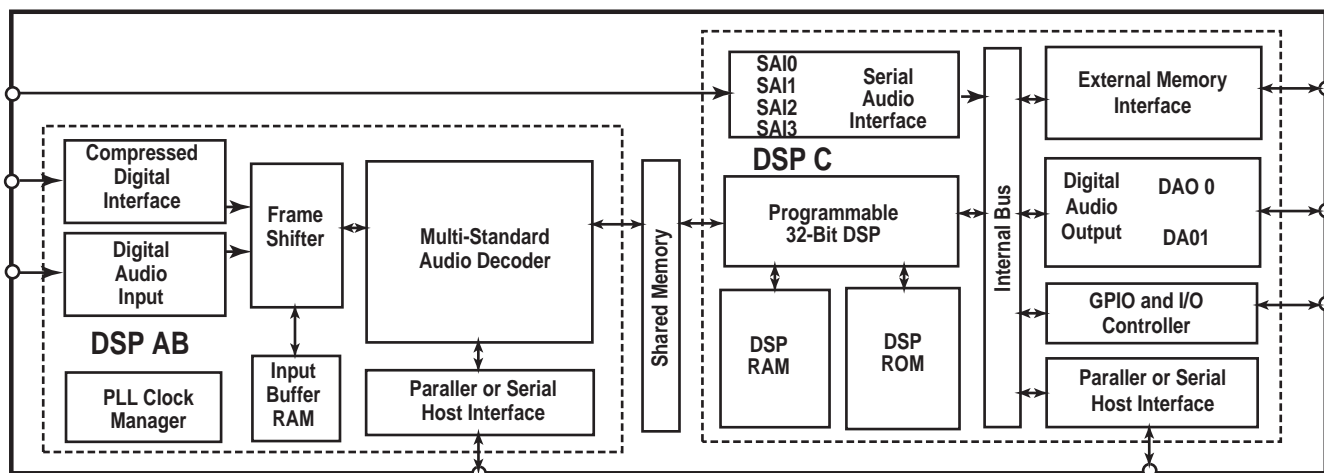 Compressed
Digital
Interface
Digital
Audio
Input
DSP AB
PLL Clock
Manager
Frame
Shifter
Input
Buffer
RAM
Multi-Standard
Audio Decoder
Paraller or Serial
Host Interface
Shared Memory
SAI0
SAI1
SAI2
SAI3
Serial
Audio
Interface
DSP C
Programmable
32-Bit DSP
DSP
RAM
DSP
ROM
Internal Bus
External Memory
Interface
Digital
Audio
Output
DAO 0
DA01
GPIO and I/O
Controller
Paraller or Serial
Host Interface